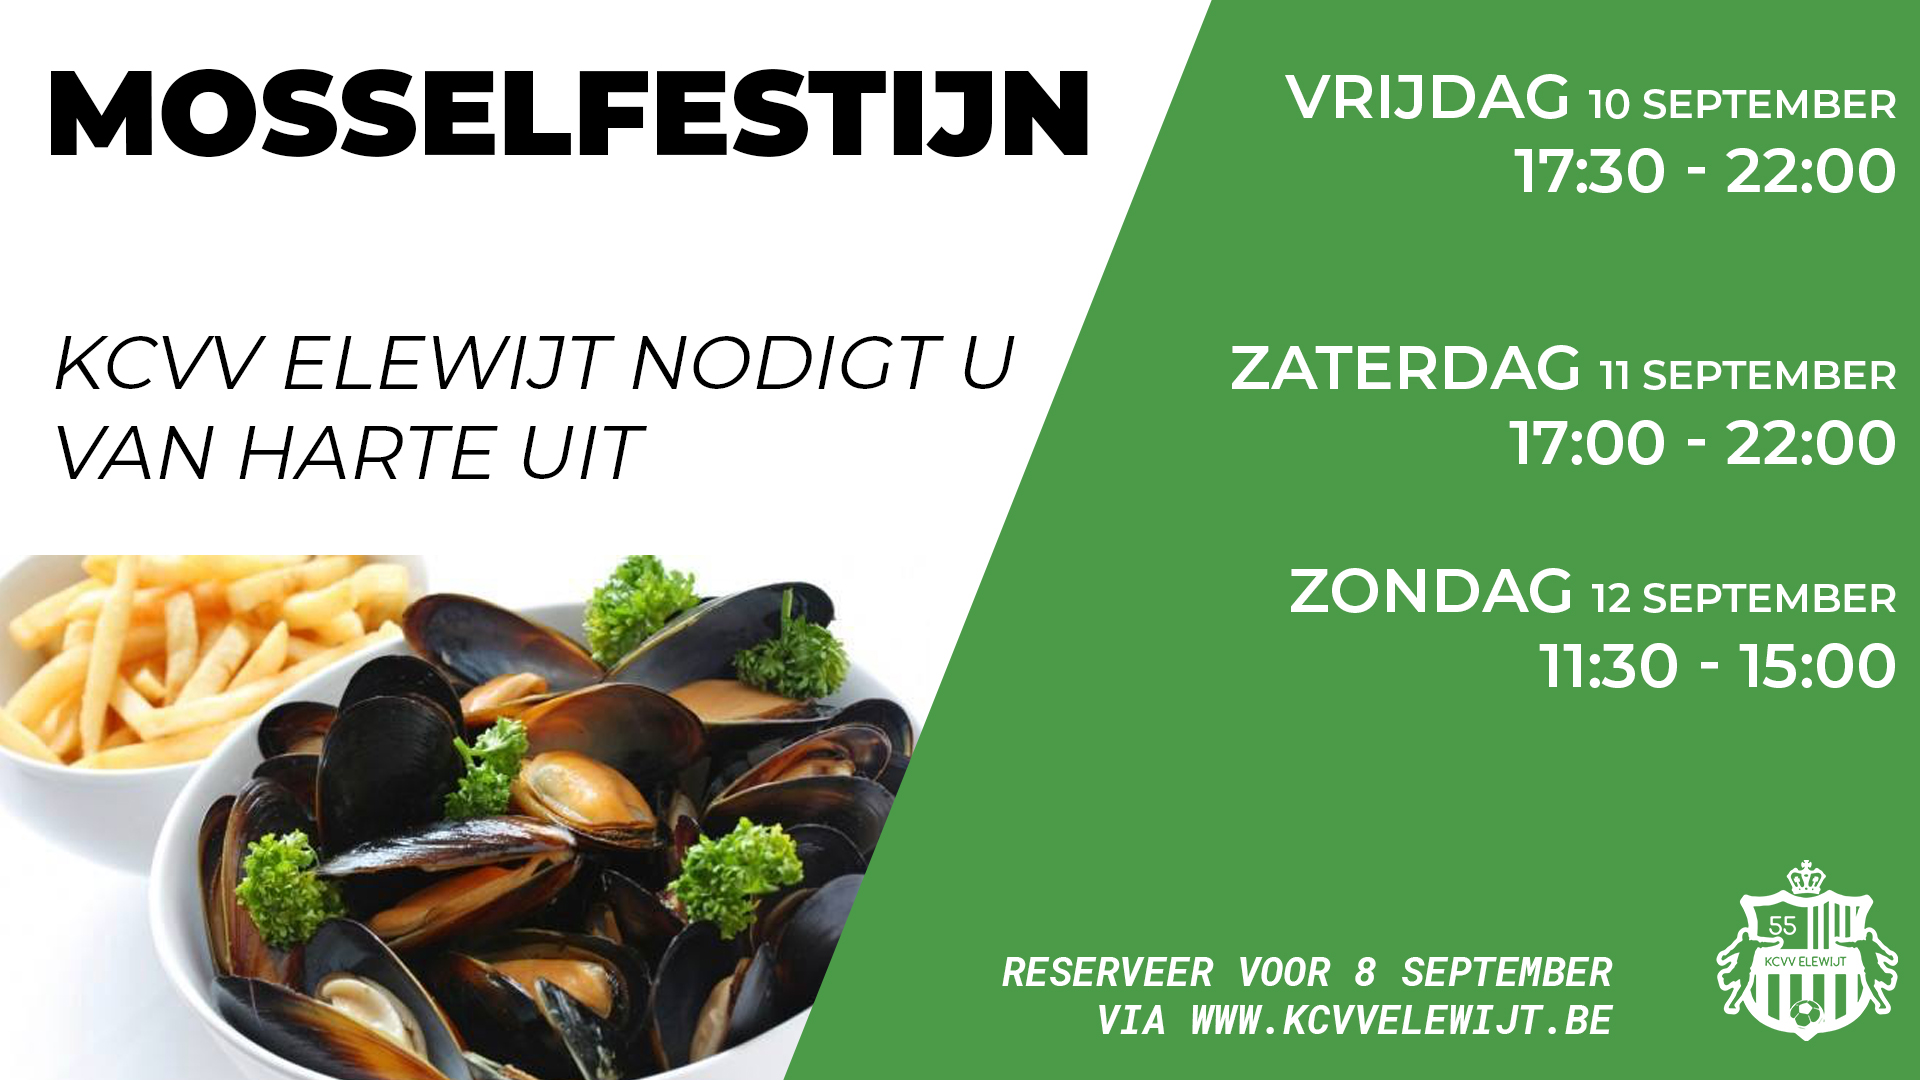 MOSSELFESTIJN
KCVV ELEWIJT NODIGT U
VAN HARTE UIT
VRIJDAG 10 SEPTEMBER
17:30 - 22:00
ZATERDAG 11 SEPTEMBER
17:00 - 22:00
ZONDAG 12 SEPTEMBER
11:30 - 15:00
RESERVEER VOOR 8 SEPTEMBER
VIA WWW.KCVVELEWIJT.BE
55
KCVV ELEWIJT